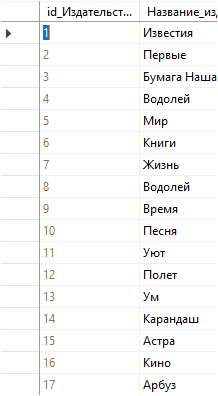 id_Издательст... Название_из
1 Известия
2 Первые
3 Бумага Наша
4 Водолей
5 Мир
6 Книги
7 Жизнь
8 Водолей
9 Время
10 Песня
11 Уют
12 Полет
13 Ум
14 Карандаш
15 Астра
16 Кино
17 Арбуз